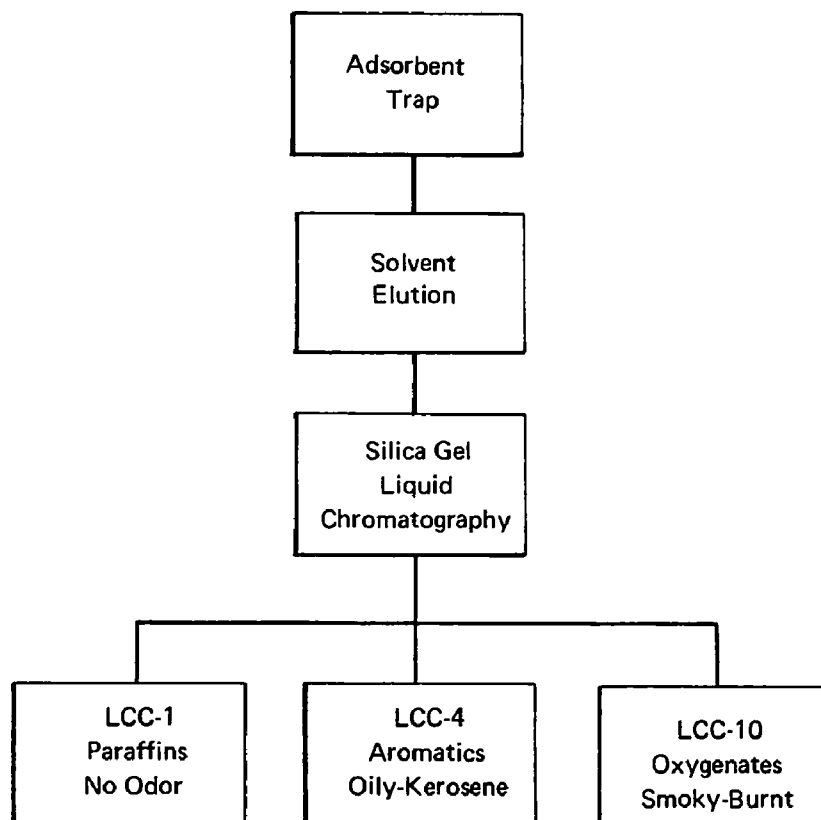 Adsorbent
Trap
Solvent
Elution
Silica Gel
Liquid
Chromatography
LCC-1
Paraffins
No Odor
LCC-4
Aromatics
Oily-Kerosene
LCC-10
Oxygenates
Smoky-Burnt